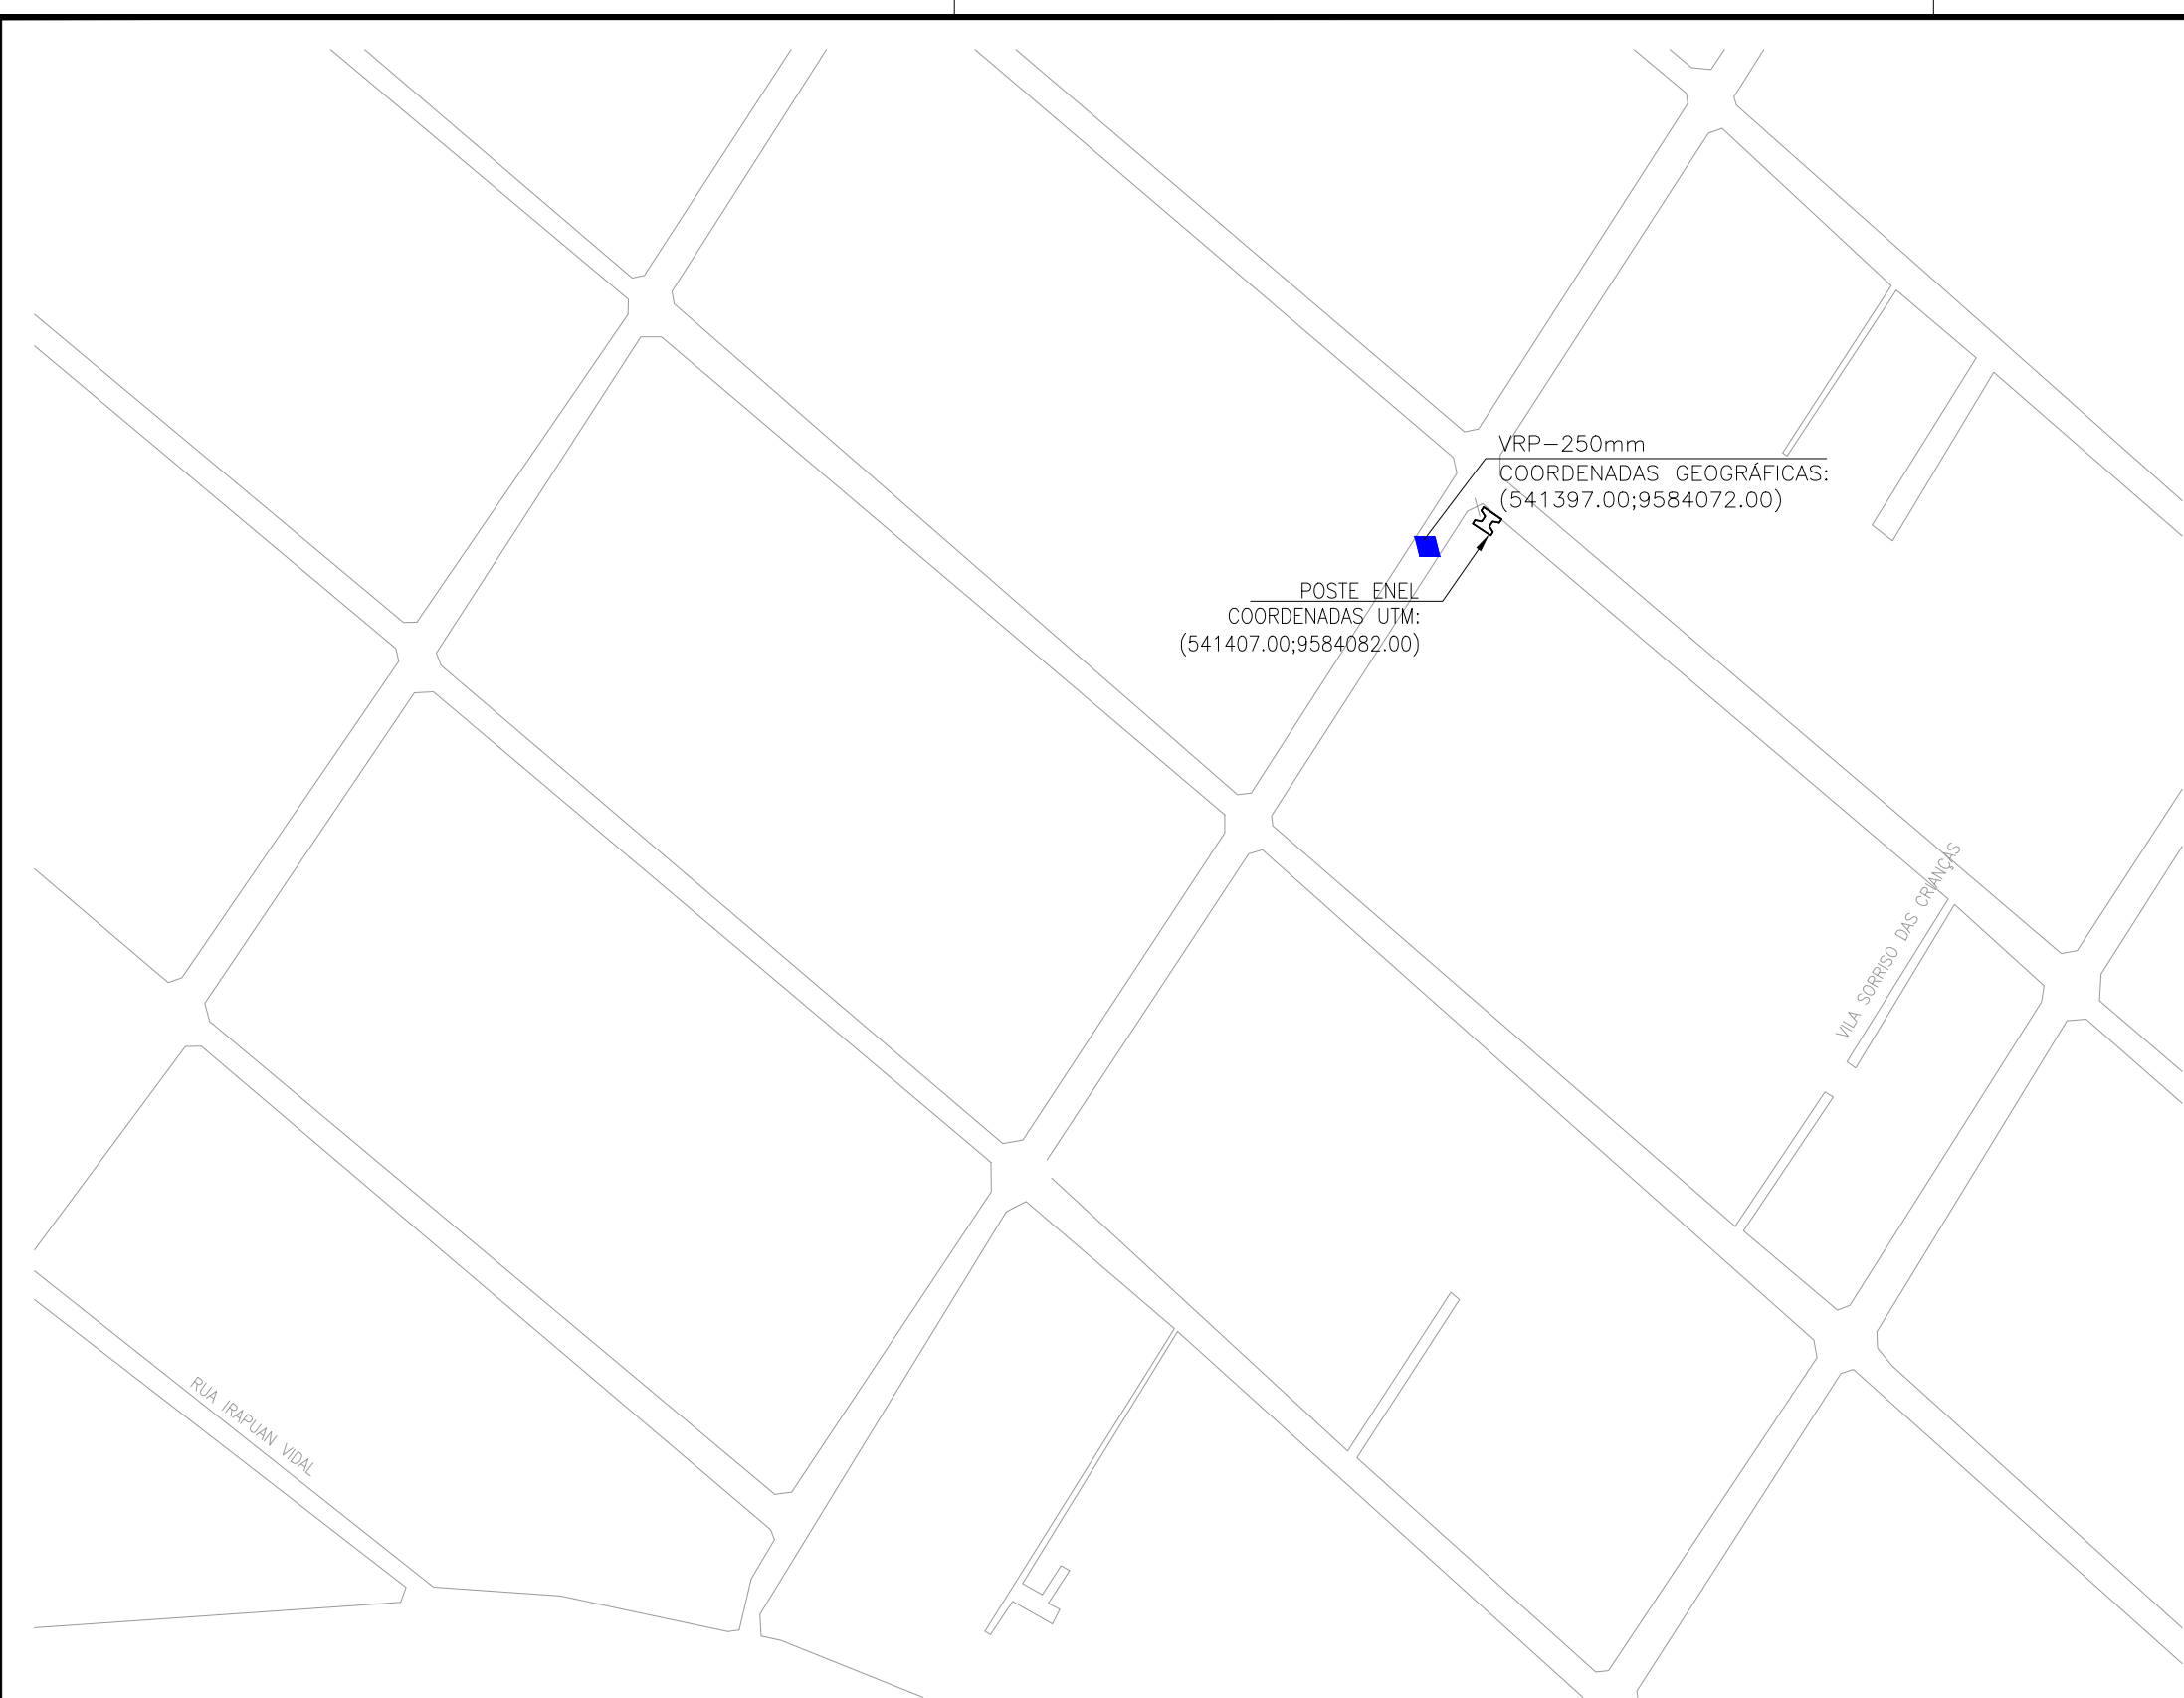 VRP-250mm
COORDENADAS GEOGRÁFICAS:
(541397.00;9584072.00)
POSTE ENEL
COORDENADAS UTM:
(541407.00;9584082.00)
VILA SORRISO DAS CRIANÇAS
RUA IRAPUAN VIDAL